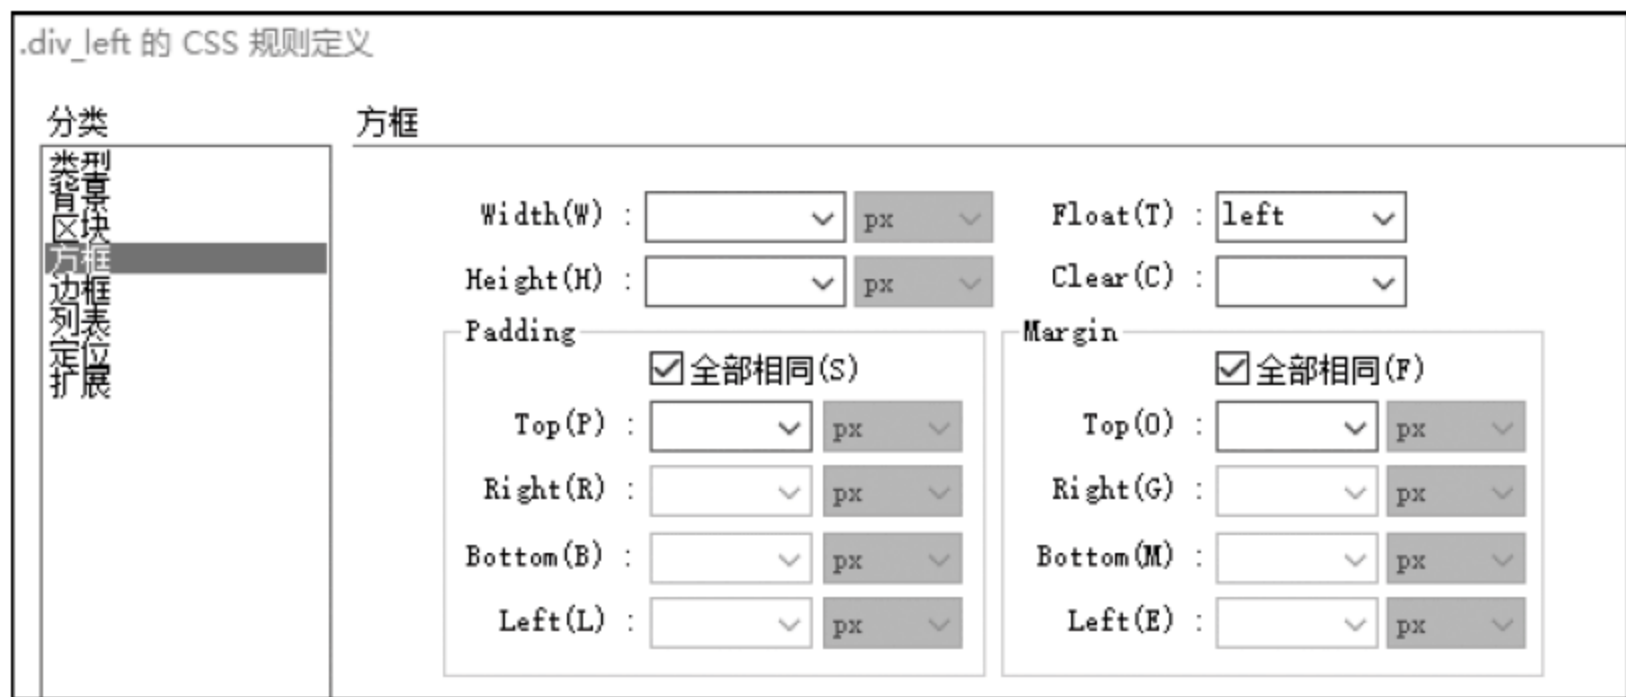 .div_left 的 CSS 规则定义
分类
类型
背景
区块
方框
边框
列表
定位
扩展
方框
Width(W) : px Float(T) : left
Height(H) : px Clear(C) :
Padding Margin
全部相同(S) 全部相同(F)
Top(P) : px Top(O) : px
Right(R) : px Right(G) : px
Bottom(B) : px Bottom(M) : px
Left(L) : px Left(E) : px